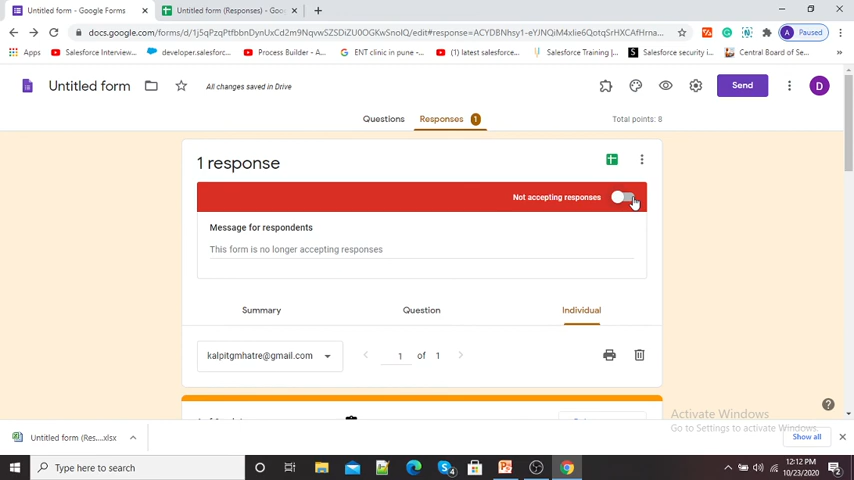 Untitled form - Google Forms
Untitled form (Responses) - Goo
docs.google.com/forms/d/1j5qPzqPtfbbnDynUxCd2m9NqvwSZSDiZU0OGKwSnoIQ/edit#response=ACYDBNhsy1-eYJNQiM4xlie6QotqSrHXCAfHrna...
Paused
Apps
Salesforce Interview...
developer.salesforc...
Process Builder - A...
ENT clinic in pune -...
(1) latest salesforce...
Salesforce Training |...
Salesforce security i...
Central Board of Se...
Untitled form
All changes saved in Drive
Send
D
Questions
Responses 1
Total points: 8
1 response
Not accepting responses
Message for respondents
This form is no longer accepting responses
Summary
Question
Individual
kalpitgmhatre@gmail.com
1 of 1
Activate Windows
Go to Settings to activate Windows.
Untitled form (Res....xlsx
Show all
Type here to search
12:12 PM
10/23/2020